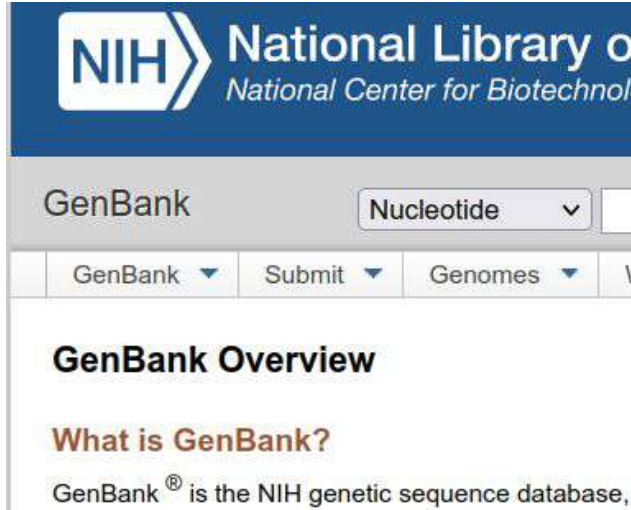 NIH
National Library o
National Center for Biotechnol
GenBank
Nucleotide
GenBank
Submit
Genomes
GenBank Overview
What is GenBank?
GenBank ® is the NIH genetic sequence database,